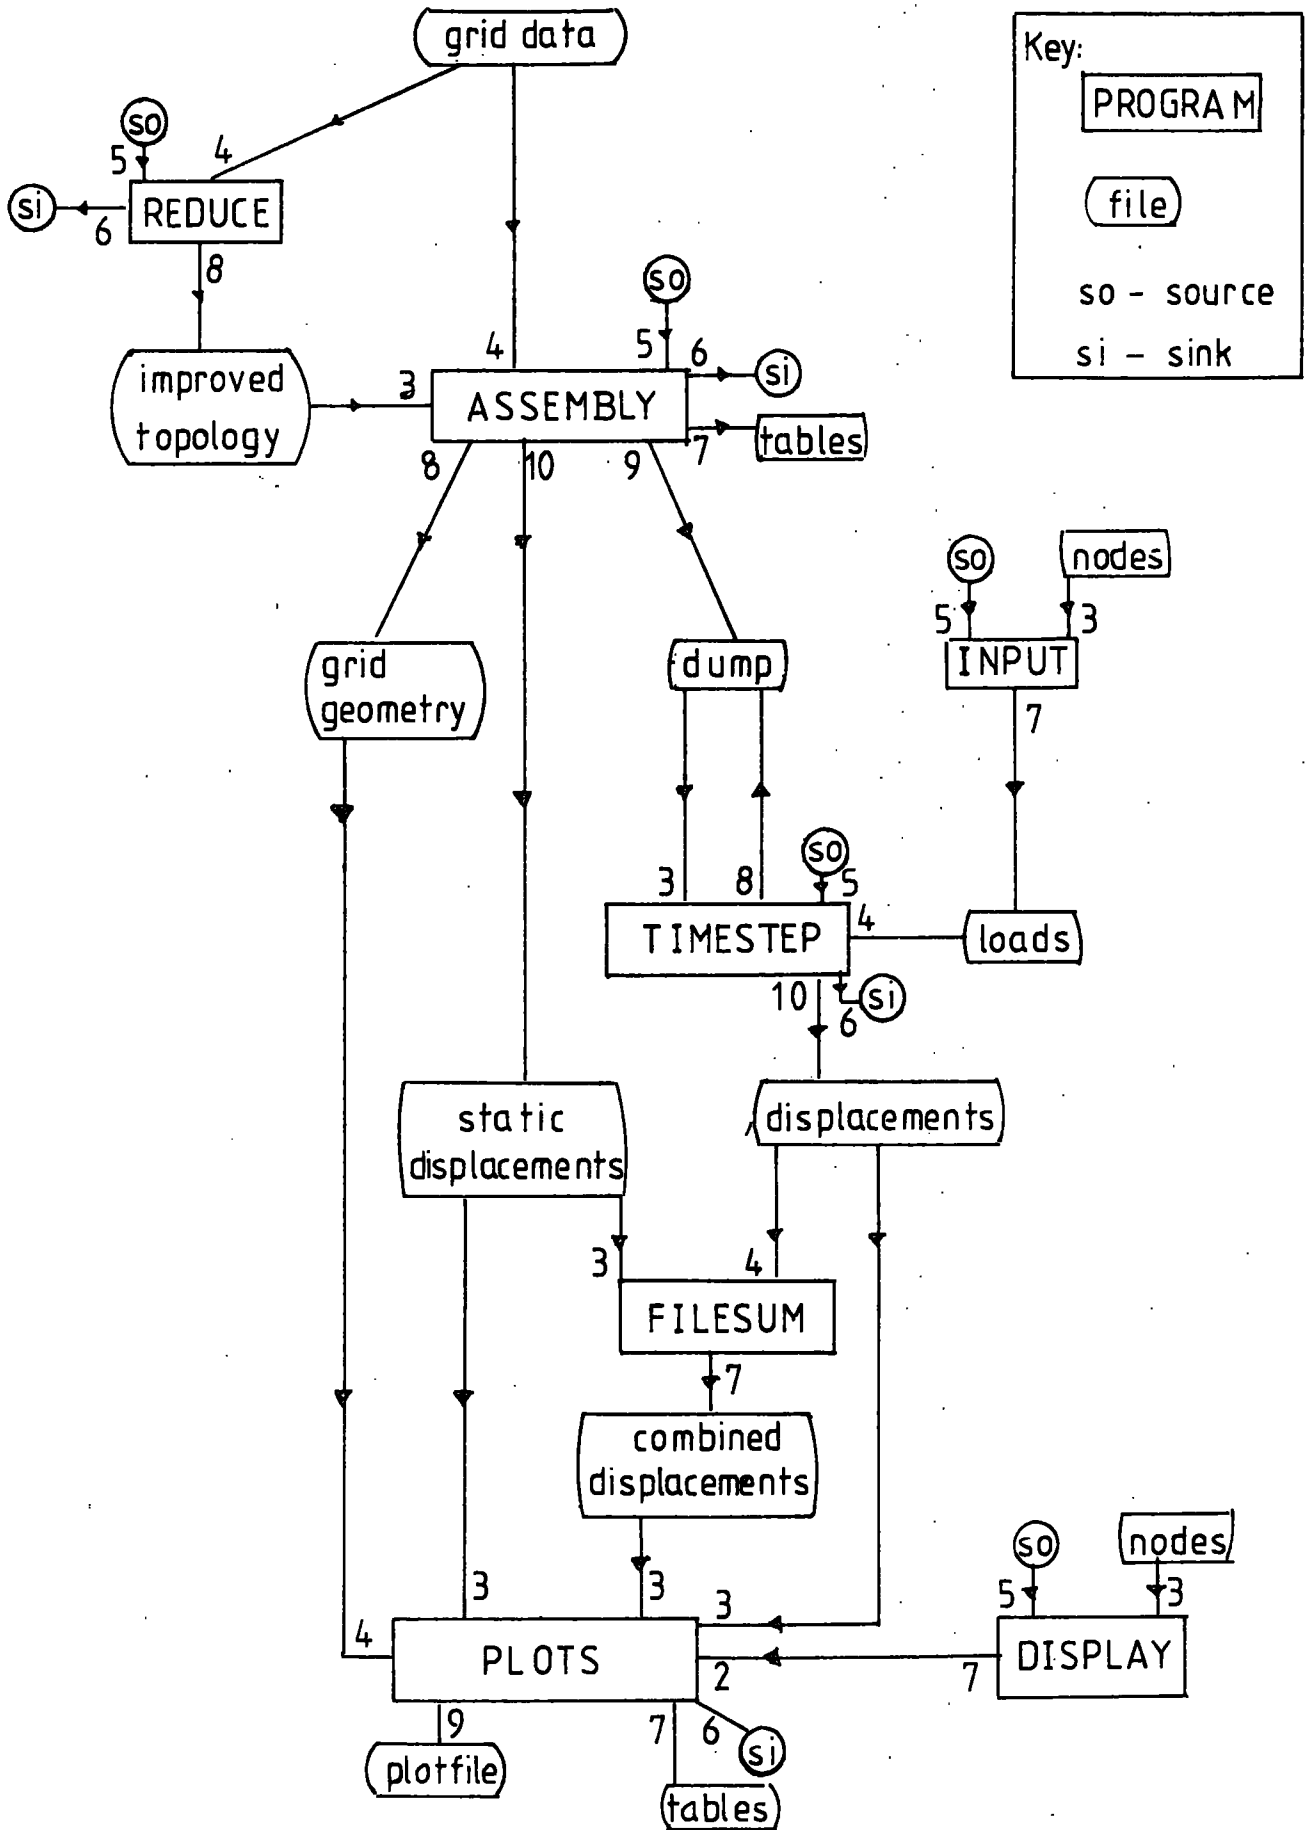 grid data
Key:
PROGRAM
file
so - source
si - sink
so
5
4
si
6
REDUCE
8
so
4
5
6
si
improved
topology
3
ASSEMBLY
7
tables
8
10
9
so
nodes
5
3
INPUT
7
grid
geometry
dump
so
3
8
5
TIMESTEP
4
loads
10
6
si
static
displacements
displacements
3
4
FILESUM
7
combined
displacements
so
nodes
3
3
3
5
3
4
PLOTS
2
7
DISPLAY
9
7
6
si
plotfile
tables